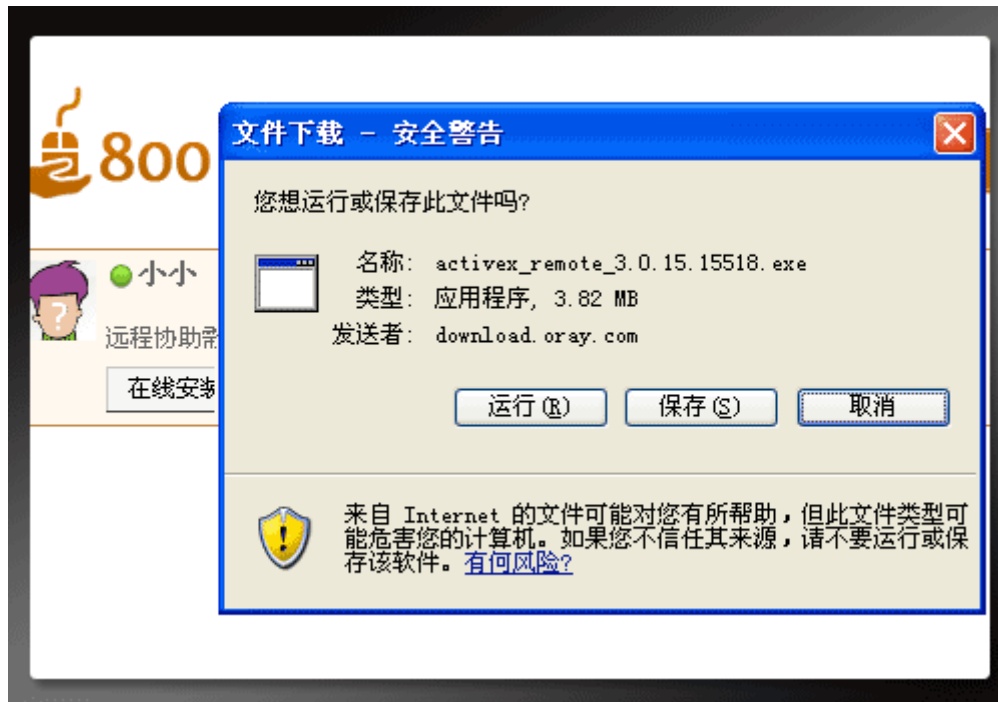 800
文件下载 - 安全警告
您想运行或保存此文件吗?
名称: activex_remote_3.0.15.15518.exe
类型: 应用程序, 3.82 MB
发送者: download.oray.com
小小
远程协助需
在线安装
运行(R) 保存(S) 取消
来自 Internet 的文件可能对您有所帮助，但此文件类型可
能危害您的计算机。如果您不信任其来源，请不要运行或保
存该软件。有何风险?